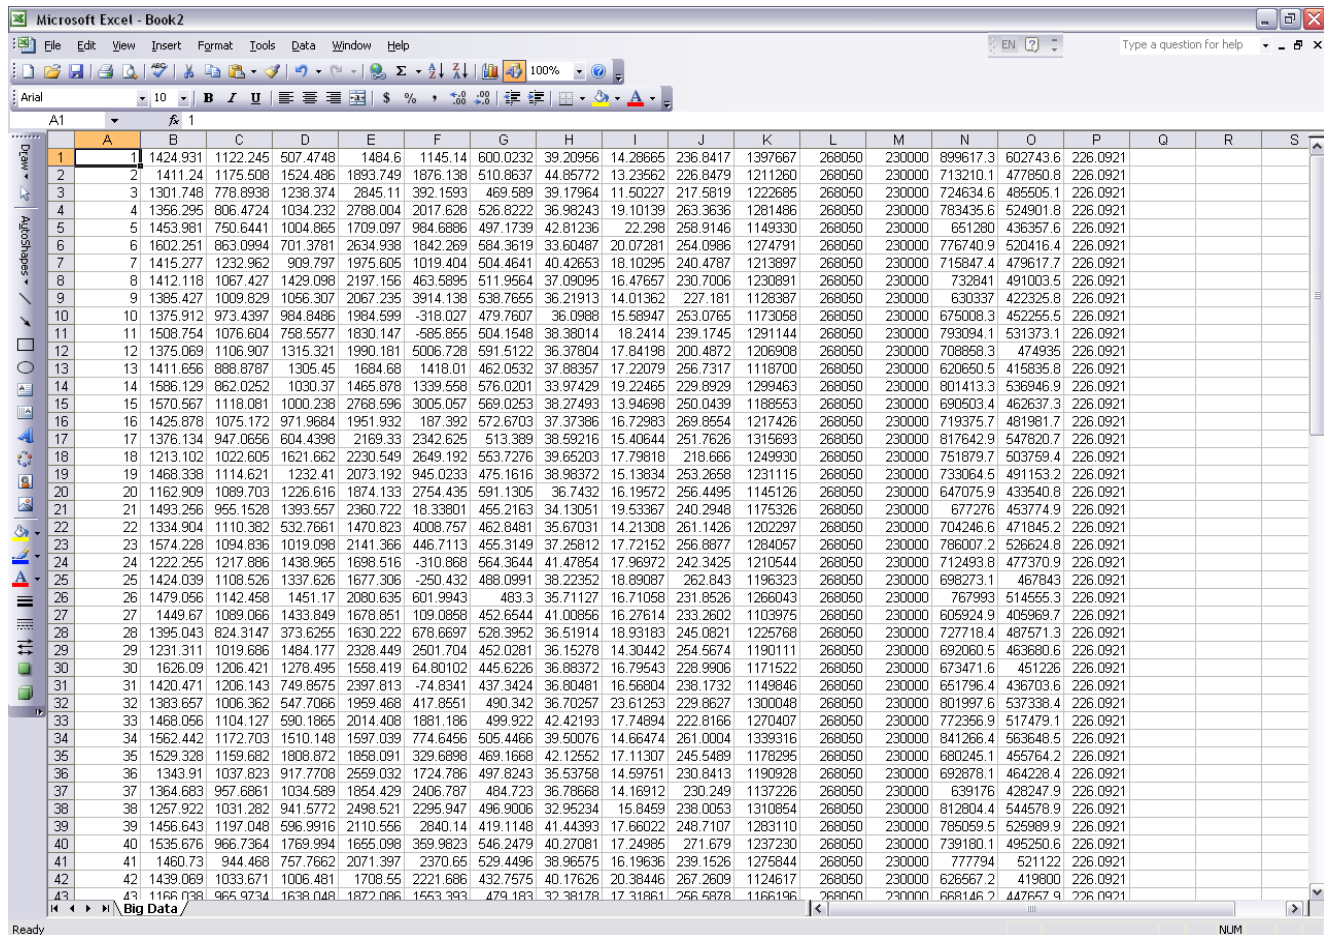 Microsoft Excel - Book2
File Edit View Insert Format Tools Data Window Help EN Type a question for help
100%
Arial 10 B I U $ % ,
A1 fx 1
A B C D E F G H I J K L M N O P Q R S
1 1 1424.931 1122.245 507.4748 1484.6 1145.14 600.0232 39.20956 14.28665 236.8417 1397667 268050 230000 899617.3 602743.6 226.0921
2 2 1411.24 1175.508 1524.486 1893.749 1876.138 510.8637 44.85772 13.23562 226.8479 1211260 268050 230000 713210.1 477850.8 226.0921
3 3 1301.748 778.8938 1238.374 2845.11 392.1593 469.589 39.17964 11.50227 217.5819 1222685 268050 230000 724634.6 485505.1 226.0921
4 4 1356.295 806.4724 1034.232 2788.004 2017.628 526.8222 36.98243 19.10139 263.3636 1281486 268050 230000 783435.6 524901.8 226.0921
5 5 1453.981 750.6441 1004.865 1709.097 984.6886 497.1739 42.81236 22.298 258.9146 1149330 268050 230000 651280 436357.6 226.0921
6 6 1602.251 863.0994 701.3781 2634.938 1842.269 584.3619 33.60487 20.07281 254.0986 1274791 268050 230000 776740.9 520416.4 226.0921
7 7 1415.277 1232.962 909.797 1975.605 1019.404 504.4641 40.42653 18.10295 240.4787 1213897 268050 230000 715847.4 479617.7 226.0921
8 8 1412.118 1067.427 1429.098 2197.156 463.5895 511.9564 37.09095 16.47657 230.7006 1230891 268050 230000 732841 491003.5 226.0921
9 9 1385.427 1009.829 1056.307 2067.235 3914.138 538.7655 36.21913 14.01362 227.181 1128387 268050 230000 630337 422325.8 226.0921
10 10 1375.912 973.4397 984.8486 1984.599 -318.027 479.7607 36.0988 15.58947 253.0765 1173058 268050 230000 675008.3 452255.5 226.0921
11 11 1508.754 1076.604 758.5577 1830.147 -585.855 504.1548 38.38014 18.2414 239.1745 1291144 268050 230000 793094.1 531373.1 226.0921
12 12 1375.069 1106.907 1315.321 1990.181 5006.728 591.5122 36.37804 17.84198 200.4872 1206908 268050 230000 708858.3 474935 226.0921
13 13 1411.656 888.8787 1305.45 1684.68 1418.01 462.0532 37.88357 17.22079 256.7317 1118700 268050 230000 620650.5 415835.8 226.0921
14 14 1586.129 862.0252 1030.37 1465.878 1339.558 576.0201 33.97429 19.22465 229.8929 1299463 268050 230000 801413.3 536946.9 226.0921
15 15 1570.567 1118.081 1000.238 2768.596 3005.057 569.0253 38.27493 13.94698 250.0439 1188553 268050 230000 690503.4 462637.3 226.0921
16 16 1425.878 1075.172 971.9684 1951.932 187.392 572.6703 37.37386 16.72983 269.8554 1217426 268050 230000 719375.7 481981.7 226.0921
17 17 1376.134 947.0656 604.4398 2169.33 2342.625 513.389 38.59216 15.40644 251.7626 1315693 268050 230000 817642.9 547820.7 226.0921
18 18 1213.102 1022.605 1621.662 2230.549 2649.192 553.7276 39.65203 17.79818 218.666 1249930 268050 230000 751879.7 503759.4 226.0921
19 19 1468.338 1114.621 1232.41 2073.192 945.0233 475.1616 38.98372 15.13834 253.2658 1231115 268050 230000 733064.5 491153.2 226.0921
20 20 1162.909 1089.703 1226.616 1874.133 2754.435 591.1305 36.7432 16.19572 256.4495 1145126 268050 230000 647075.9 433540.8 226.0921
21 21 1493.256 955.1528 1393.557 2360.722 18.33801 455.2163 34.13051 19.53367 240.2948 1175326 268050 230000 677276 453774.9 226.0921
22 22 1334.904 1110.382 532.7661 1470.823 4008.757 462.8481 35.67031 14.21308 261.1426 1202297 268050 230000 704246.6 471845.2 226.0921
23 23 1574.228 1094.836 1019.098 2141.366 446.7113 455.3149 37.25812 17.72152 256.8877 1284057 268050 230000 786007.2 526624.8 226.0921
24 24 1222.255 1217.886 1438.965 1698.516 -310.868 564.3644 41.47854 17.96972 242.3425 1210544 268050 230000 712493.8 477370.9 226.0921
25 25 1424.039 1108.526 1337.626 1677.306 -250.432 488.0991 38.22352 18.89087 262.843 1196323 268050 230000 698273.1 467843 226.0921
26 26 1479.056 1142.458 1451.17 2080.635 601.9943 483.3 35.71127 16.71058 231.8526 1266043 268050 230000 767993 514555.3 226.0921
27 27 1449.67 1089.066 1433.849 1678.851 109.0858 452.6544 41.00856 16.27614 233.2602 1103975 268050 230000 605924.9 405969.7 226.0921
28 28 1395.043 824.3147 373.6255 1630.222 678.6697 528.3952 36.51914 18.93183 245.0821 1225768 268050 230000 727718.4 487571.3 226.0921
29 29 1231.311 1019.686 1484.177 2328.449 2501.704 452.0281 36.15278 14.30442 254.5674 1190111 268050 230000 692060.5 463680.6 226.0921
30 30 1626.09 1206.421 1278.495 1558.419 64.80102 445.6226 36.88372 16.79543 228.9906 1171522 268050 230000 673471.6 451226 226.0921
31 31 1420.471 1206.143 749.8575 2397.813 -74.8341 437.3424 36.80481 16.56804 238.1732 1149846 268050 230000 651796.4 436703.6 226.0921
32 32 1383.657 1006.362 547.7066 1959.468 417.8551 490.342 36.70257 23.61253 229.8627 1300048 268050 230000 801997.6 537338.4 226.0921
33 33 1468.056 1104.127 590.1865 2014.408 1881.186 499.922 42.42193 17.74894 222.8166 1270407 268050 230000 772356.9 517479.1 226.0921
34 34 1562.442 1172.703 1510.148 1597.039 774.6456 505.4466 39.50076 14.66474 261.0004 1339316 268050 230000 841266.4 563648.5 226.0921
35 35 1529.328 1159.682 1808.872 1858.091 329.6898 469.1668 42.12552 17.11307 245.5489 1178295 268050 230000 680245.1 455764.2 226.0921
36 36 1343.91 1037.823 917.7708 2559.032 1724.786 497.8243 35.53758 14.59751 230.8413 1190928 268050 230000 692878.1 464228.4 226.0921
37 37 1364.683 957.6861 1034.589 1854.429 2406.787 484.723 36.78668 14.16912 230.249 1137226 268050 230000 639176 428247.9 226.0921
38 38 1257.922 1031.282 941.5772 2498.521 2295.947 496.9006 32.95234 15.8459 238.0053 1310854 268050 230000 812804.4 544578.9 226.0921
39 39 1456.643 1197.048 596.9916 2110.556 2840.14 419.1148 41.44393 17.66022 248.7107 1283110 268050 230000 785059.5 525989.9 226.0921
40 40 1535.676 966.7364 1769.994 1655.098 359.9823 546.2479 40.27081 17.24985 271.679 1237230 268050 230000 739180.1 495250.6 226.0921
41 41 1460.73 944.468 757.7662 2071.397 2370.65 529.4496 38.96575 16.19636 239.1526 1275844 268050 230000 777794 521122 226.0921
42 42 1439.069 1033.671 1006.481 1708.55 2221.686 432.7575 40.17626 20.38446 267.2609 1124617 268050 230000 626567.2 419800 226.0921
43 43 1166.038 965.9734 1638.048 1872.086 1553.393 479.183 32.38178 17.31861 256.5878 1166196 268050 230000 668146.2 447657.9 226.0921
Draw
AutoShapes
Big Data
Ready NUM